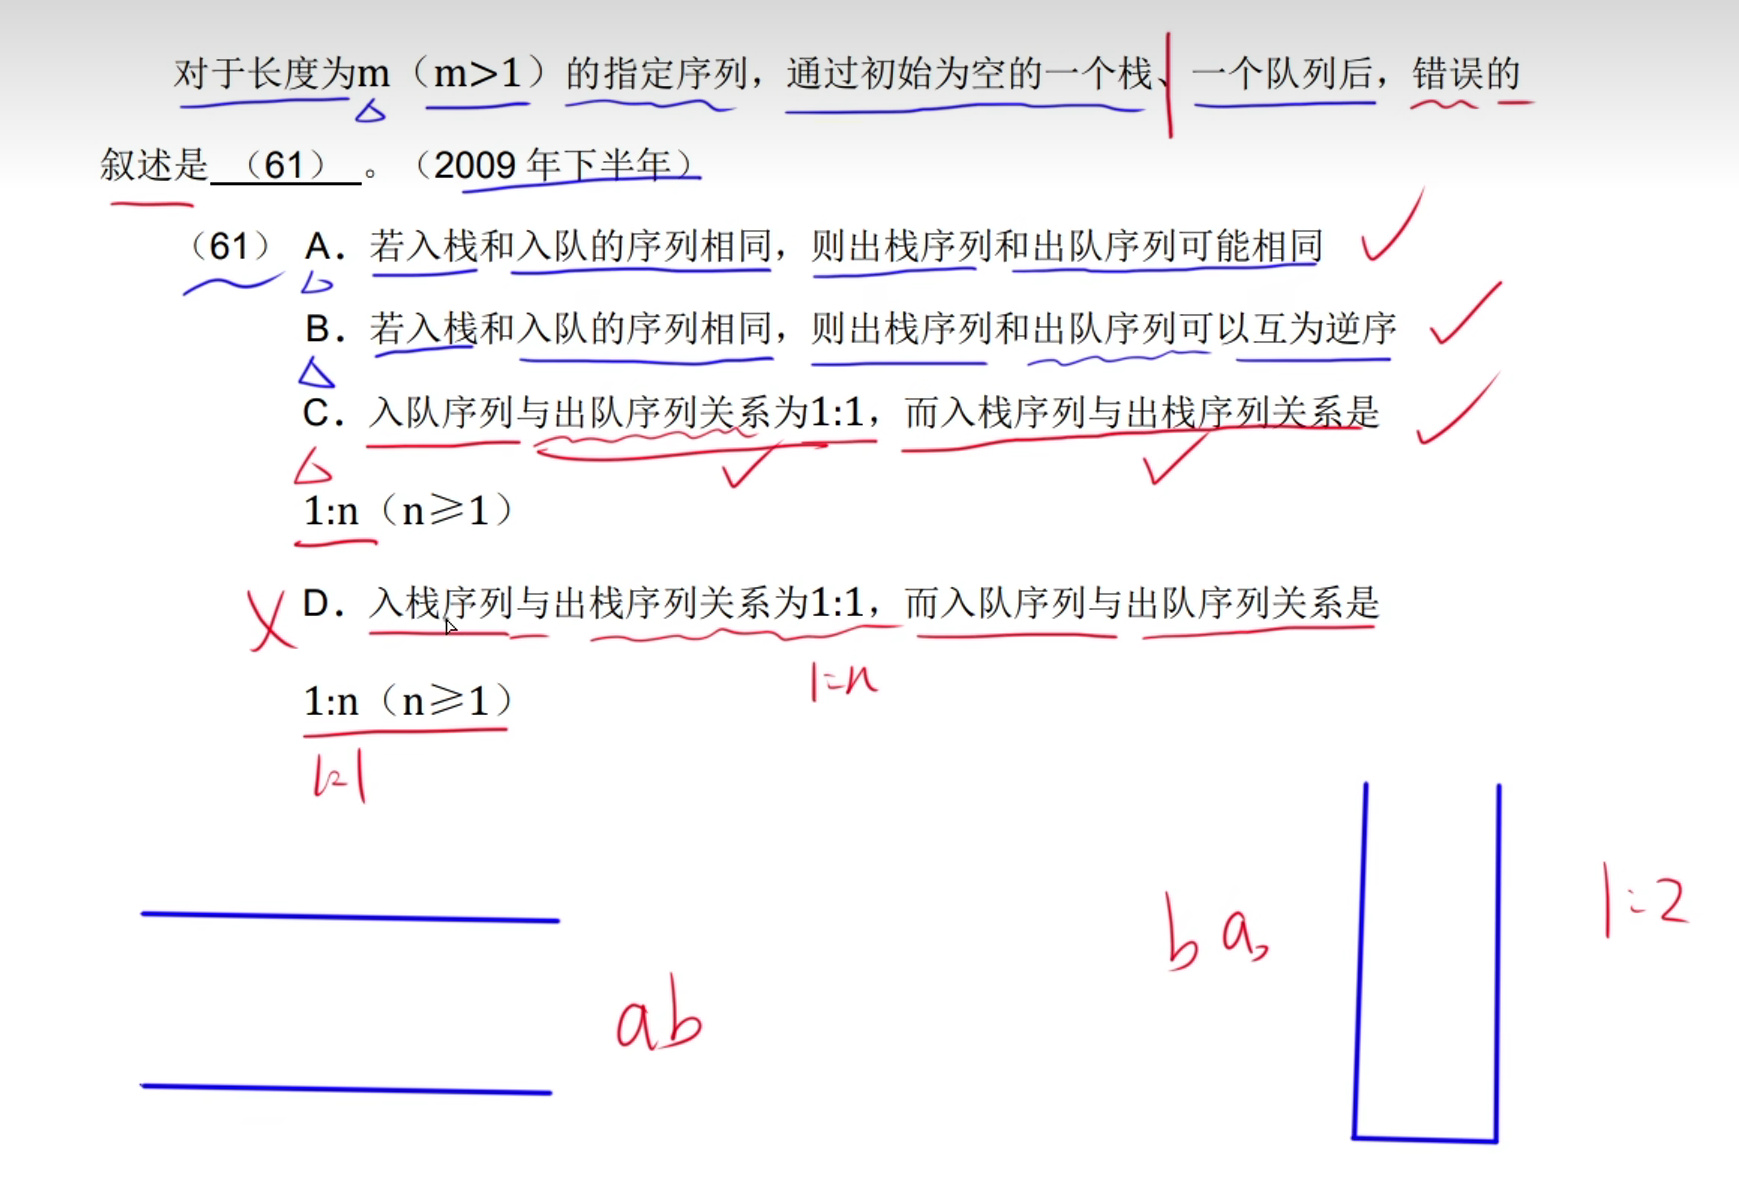 对于长度为m（m>1）的指定序列，通过初始为空的一个栈、一个队列后，错误的
叙述是 （61） 。（2009 年下半年）
（61） A．若入栈和入队的序列相同，则出栈序列和出队序列可能相同
B．若入栈和入队的序列相同，则出栈序列和出队序列可以互为逆序
C．入队序列与出队序列关系为1:1，而入栈序列与出栈序列关系是
1:n（n≥1）
D．入栈序列与出栈序列关系为1:1，而入队序列与出队序列关系是
1:n
1:n（n≥1）
1:1
b a
1:2
ab